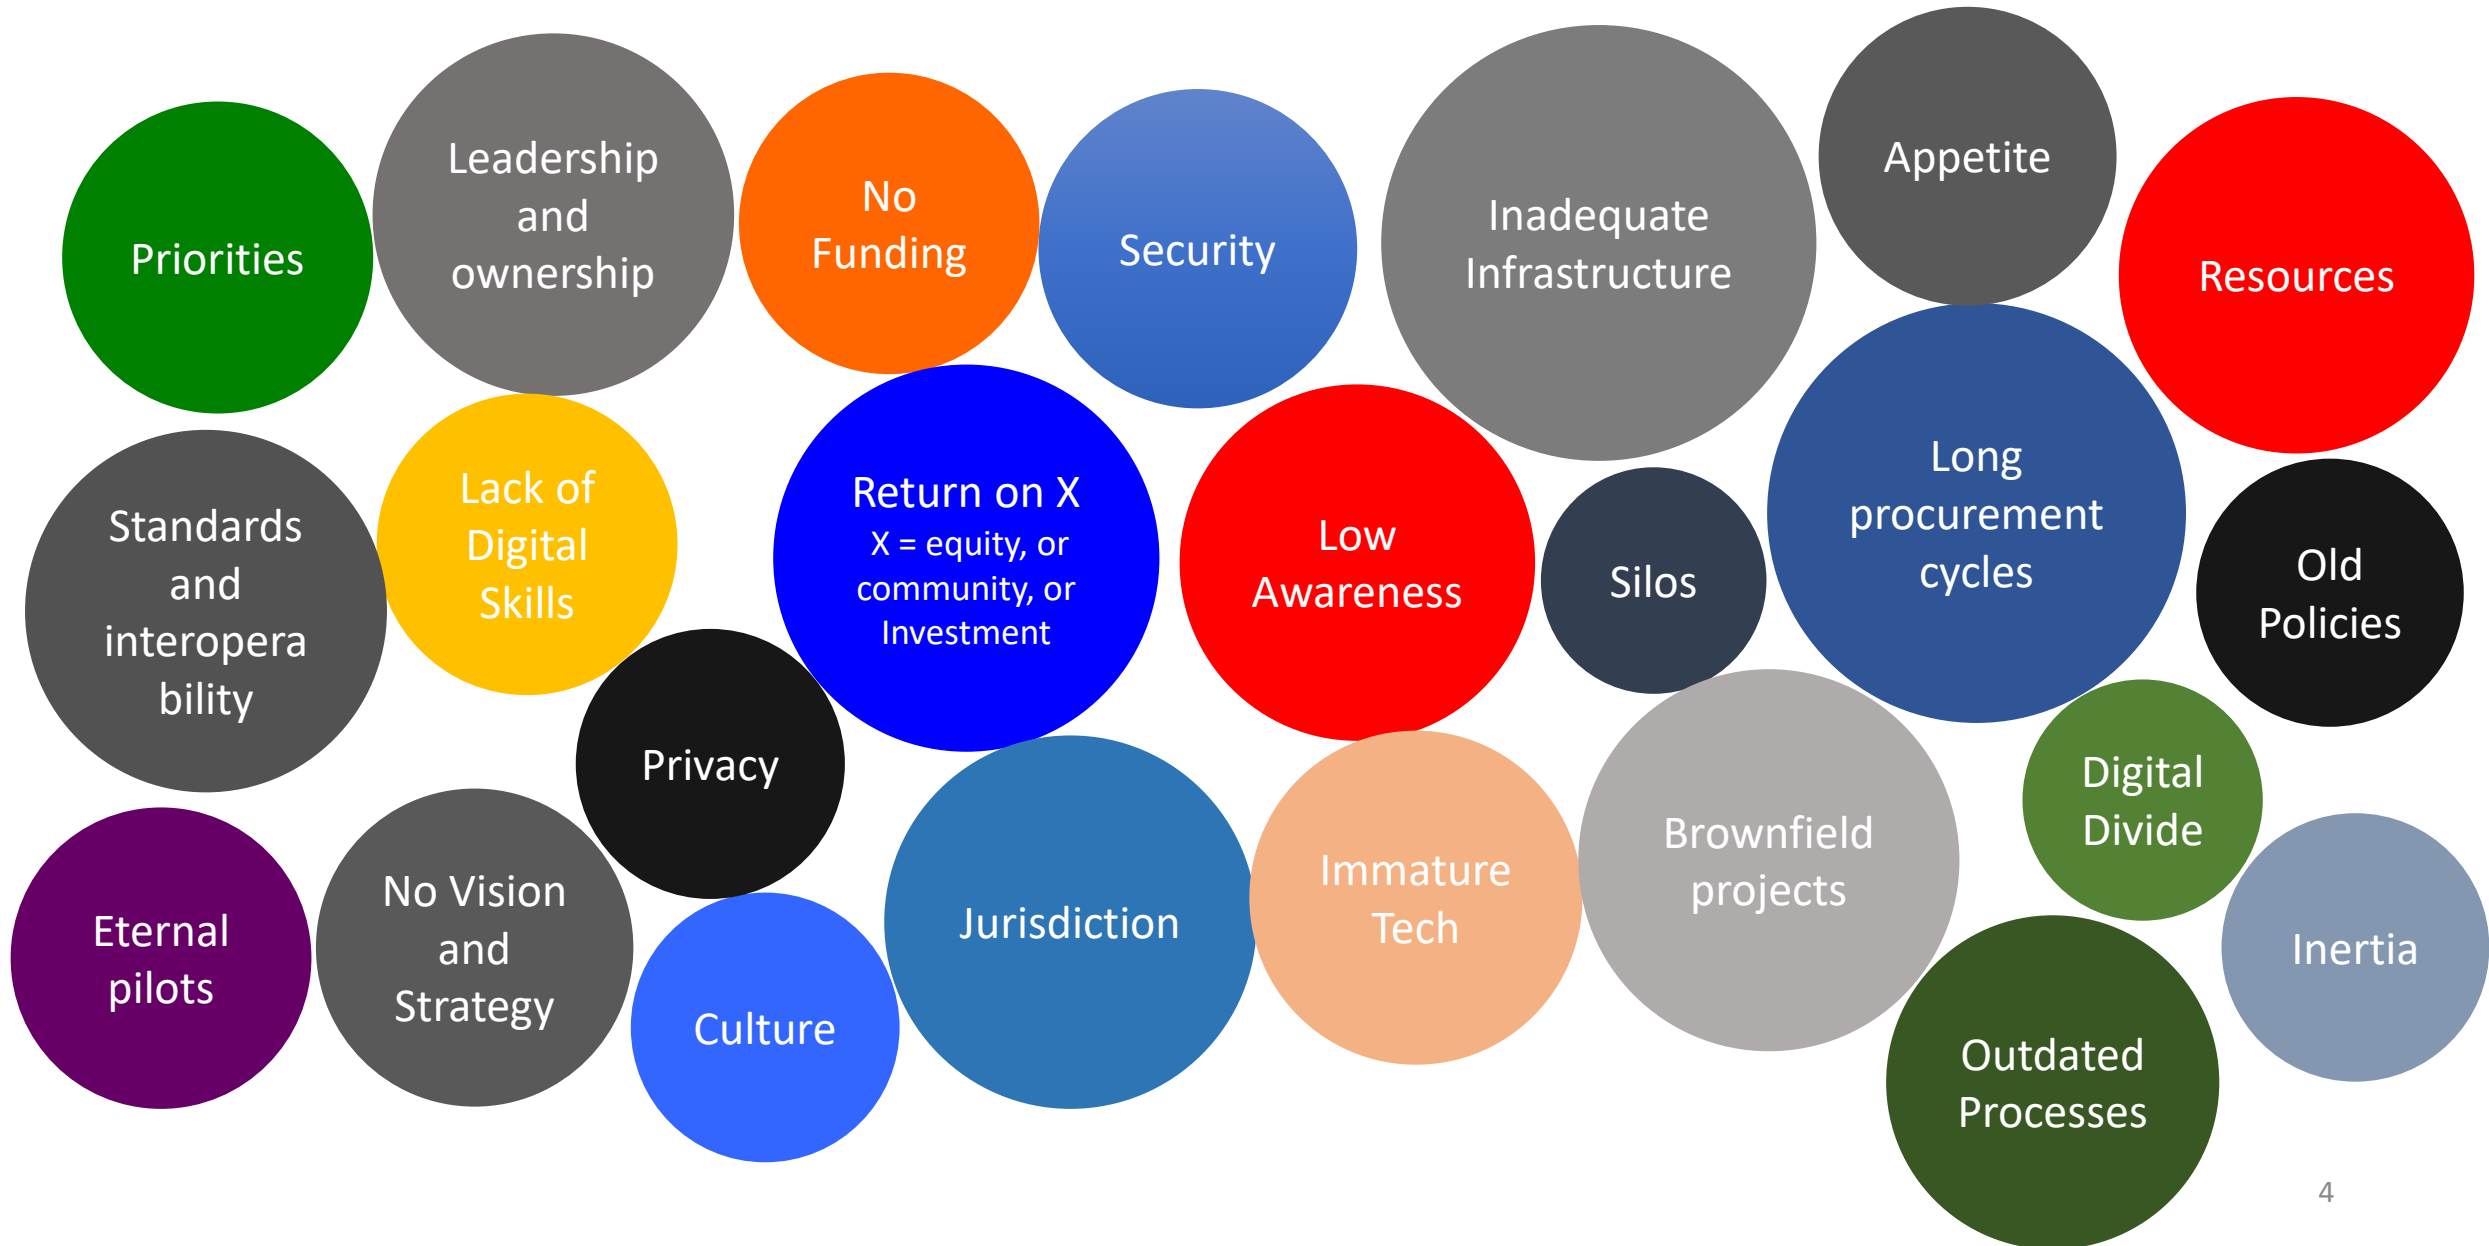 Priorities
Leadership
and
ownership
No
Funding
Security
Inadequate
Infrastructure
Appetite
Resources
Standards
and
interopera
bility
Lack of
Digital
Skills
Return on X
X = equity, or
community, or
Investment
Low
Awareness
Silos
Long
procurement
cycles
Old
Policies
Privacy
Digital
Divide
Eternal
pilots
No Vision
and
Strategy
Culture
Jurisdiction
Immature
Tech
Brownfield
projects
Inertia
Outdated
Processes
4